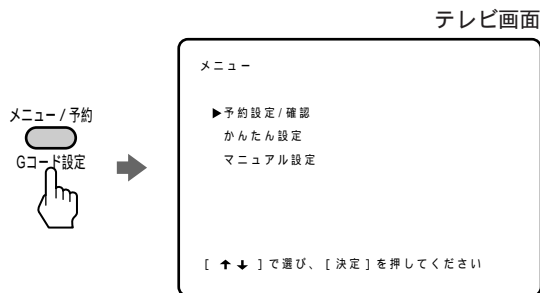 テレビ画面
メニュー
▶予約設定/確認
かんたん設定
マニュアル設定
[ ↑↓ ]で選び、[決定]を押してください
メニュー/予約
Gコード設定